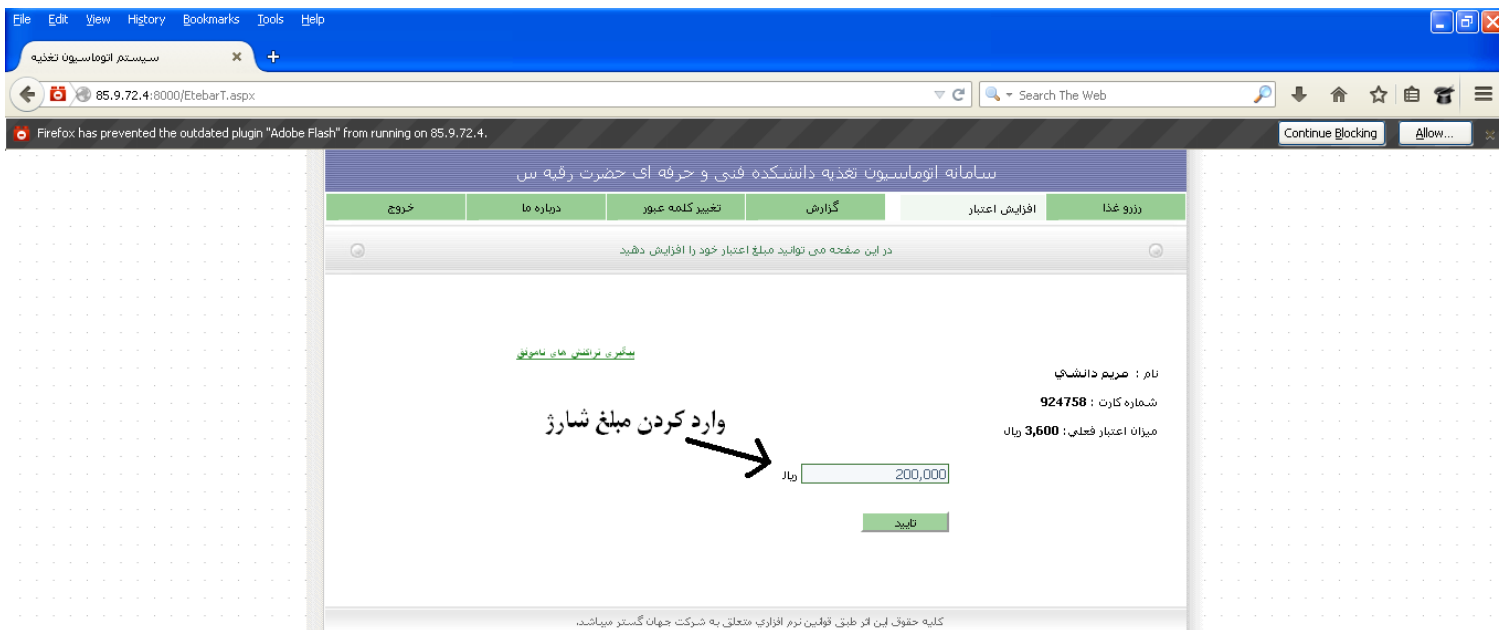 File Edit View History Bookmarks Tools Help
سیستم اتوماسیون تغذیه
85.9.72.4:8000/EtebarT.aspx
Search The Web
Firefox has prevented the outdated plugin "Adobe Flash" from running on 85.9.72.4.
Continue Blocking
Allow...
سامانه اتوماسیون تغذیه دانشکده فنی و حرفه ای حضرت رقیه س
رزرو غذا
افزایش اعتبار
گزارش
تغییر کلمه عبور
درباره ما
خروج
در این صفحه می توانید مبلغ اعتبار خود را افزایش دهید
پیگیری تراکنش های ناموفق
نام : مریم دانشي
شماره کارت : 924758
میزان اعتبار فعلی : 3,600 ریال
وارد کردن مبلغ شارژ
200,000 ریال
تایید
کلیه حقوق این اثر طبق قوانین نرم افزاري متعلق به شرکت جهان گستر میباشد.